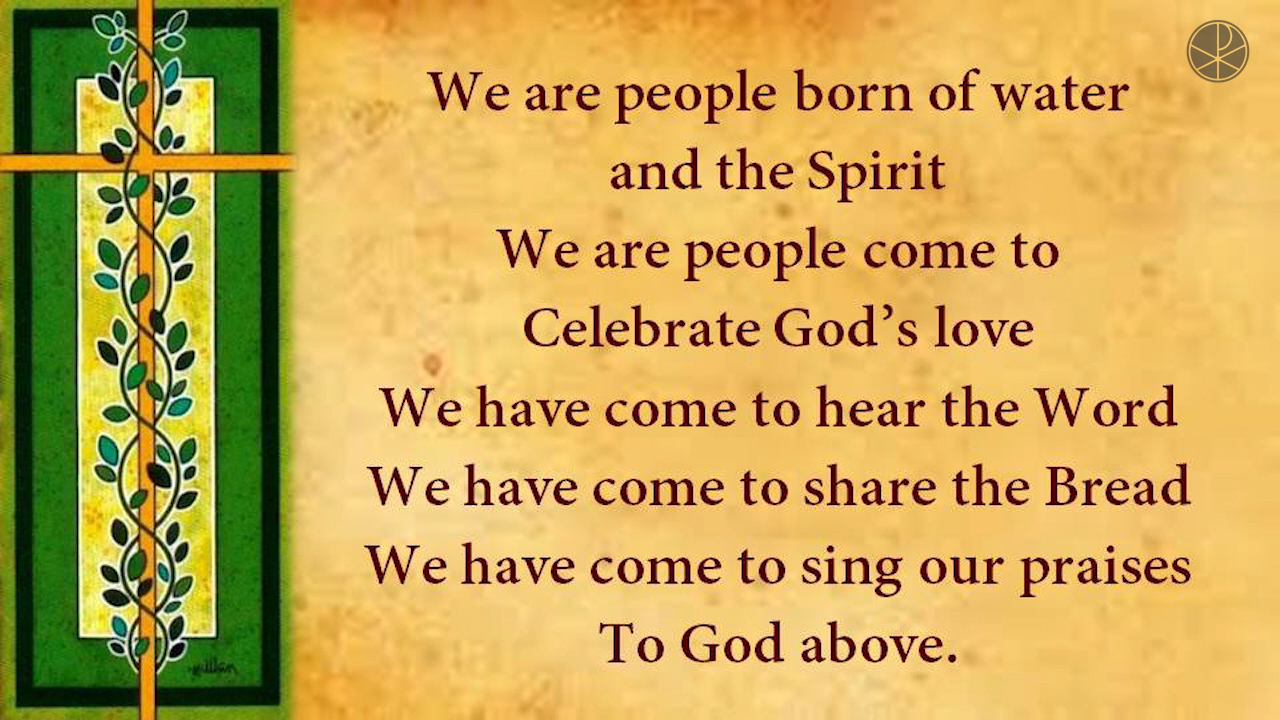 We are people born of water
and the Spirit
We are people come to
Celebrate God’s love
We have come to hear the Word
We have come to share the Bread
We have come to sing our praises
To God above.